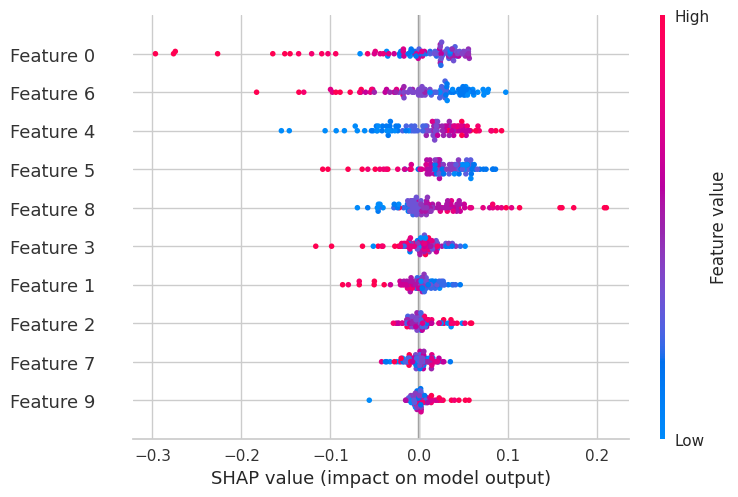 High
Feature 0
Feature 6
Feature 4
Feature 5
Feature 8
Feature 3
Feature 1
Feature 2
Feature 7
Feature 9
Feature value
Low
−0.3 −0.2 −0.1 0.0 0.1 0.2
SHAP value (impact on model output)